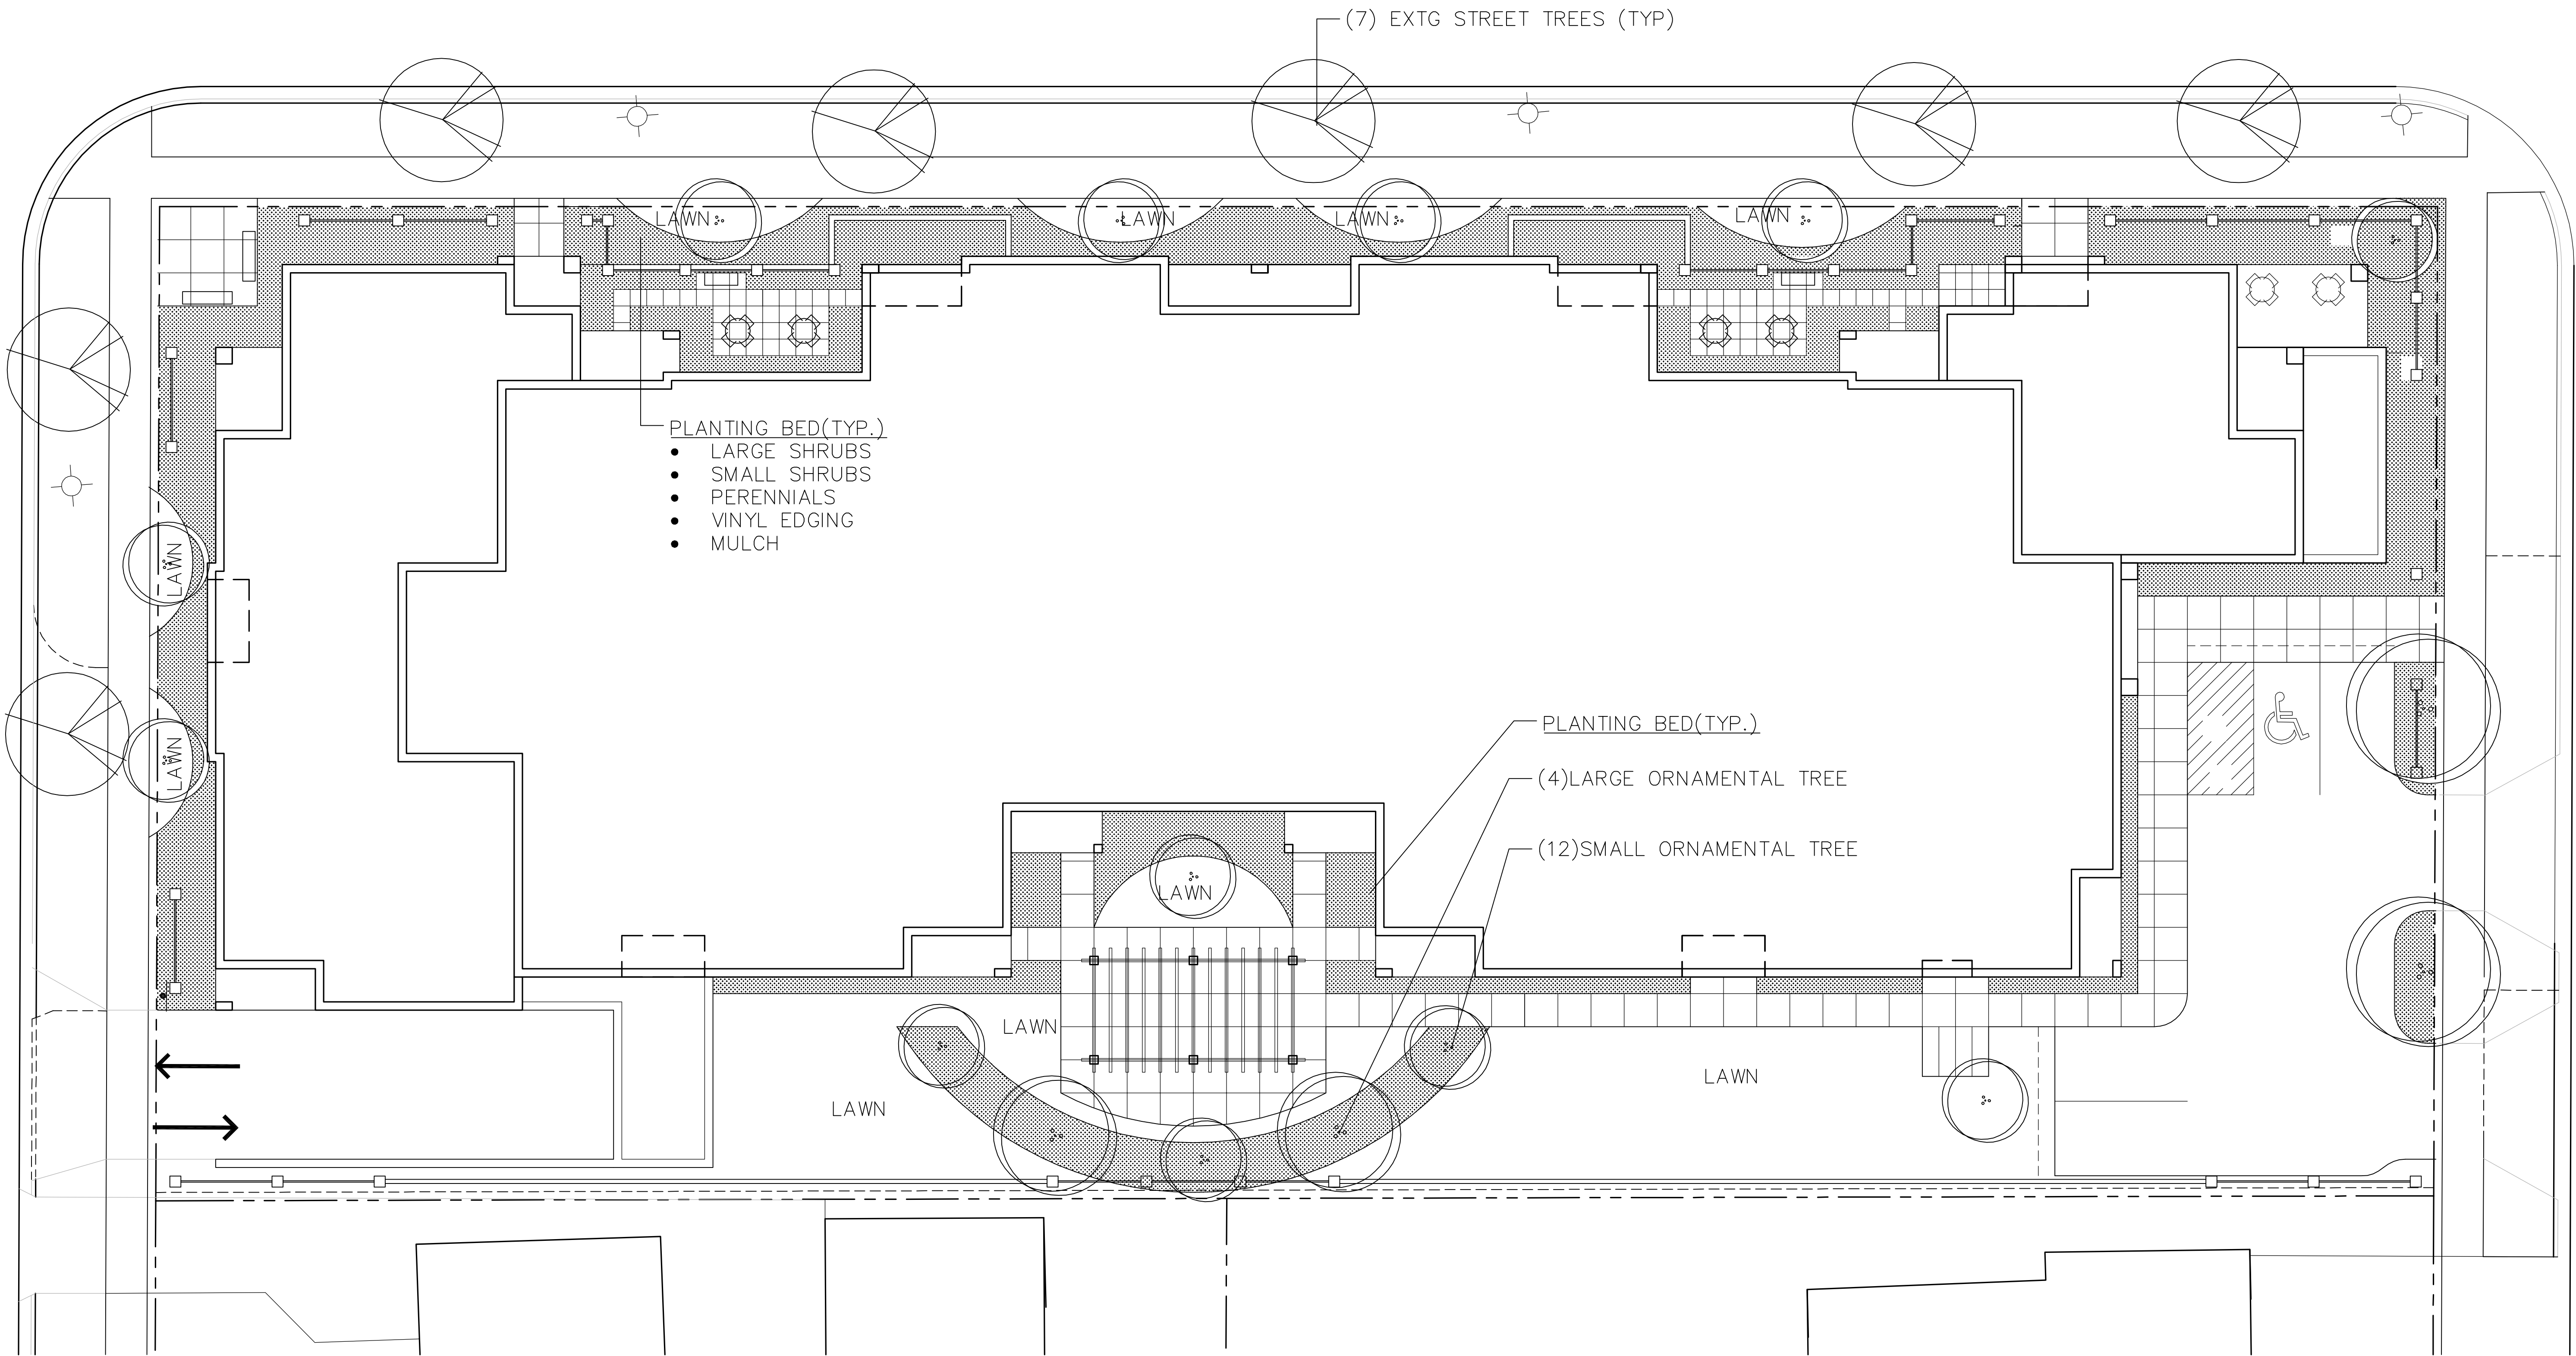 (7) EXTG STREET TREES (TYP)
LAWN
LAWN
LAWN
LAWN
PLANTING BED(TYP.)
• LARGE SHRUBS
• SMALL SHRUBS
• PERENNIALS
• VINYL EDGING
• MULCH
LAWN
LAWN
PLANTING BED(TYP.)
(4)LARGE ORNAMENTAL TREE
(12)SMALL ORNAMENTAL TREE
LAWN
LAWN
LAWN
LAWN